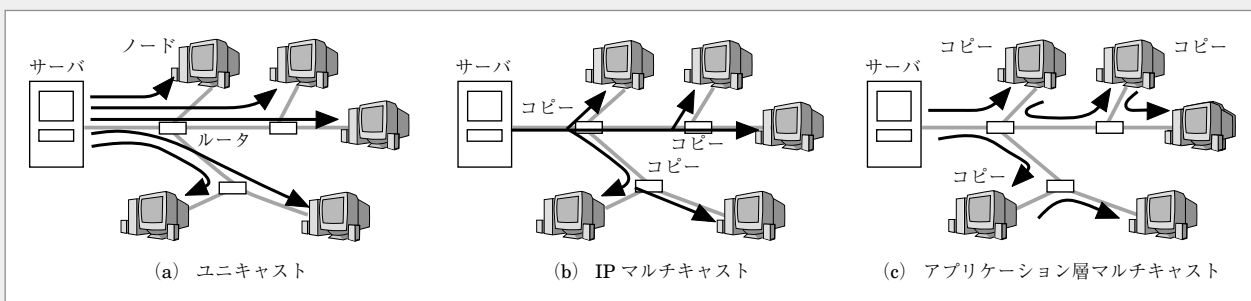 ノード
サーバ
ルータ
(a) ユニキャスト
サーバ
コピー
コピー
コピー
(b) IP マルチキャスト
コピー
コピー
サーバ
コピー
(c) アプリケーション層マルチキャスト